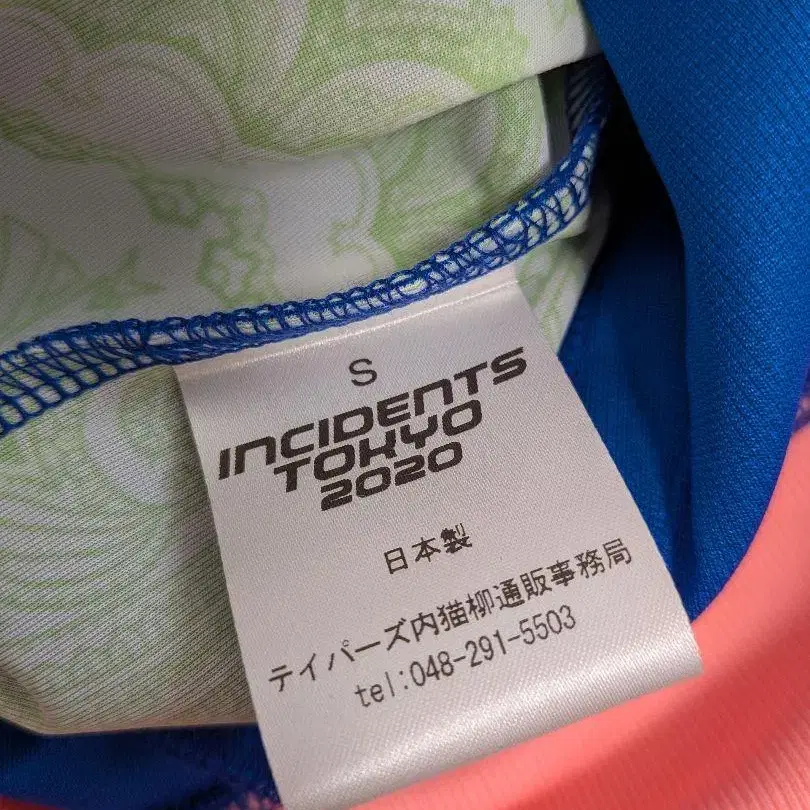 S
INCIDENTS
TOKYO
2020
日本製
テイパーズ内猫柳通販事務局
tel:048-291-5503